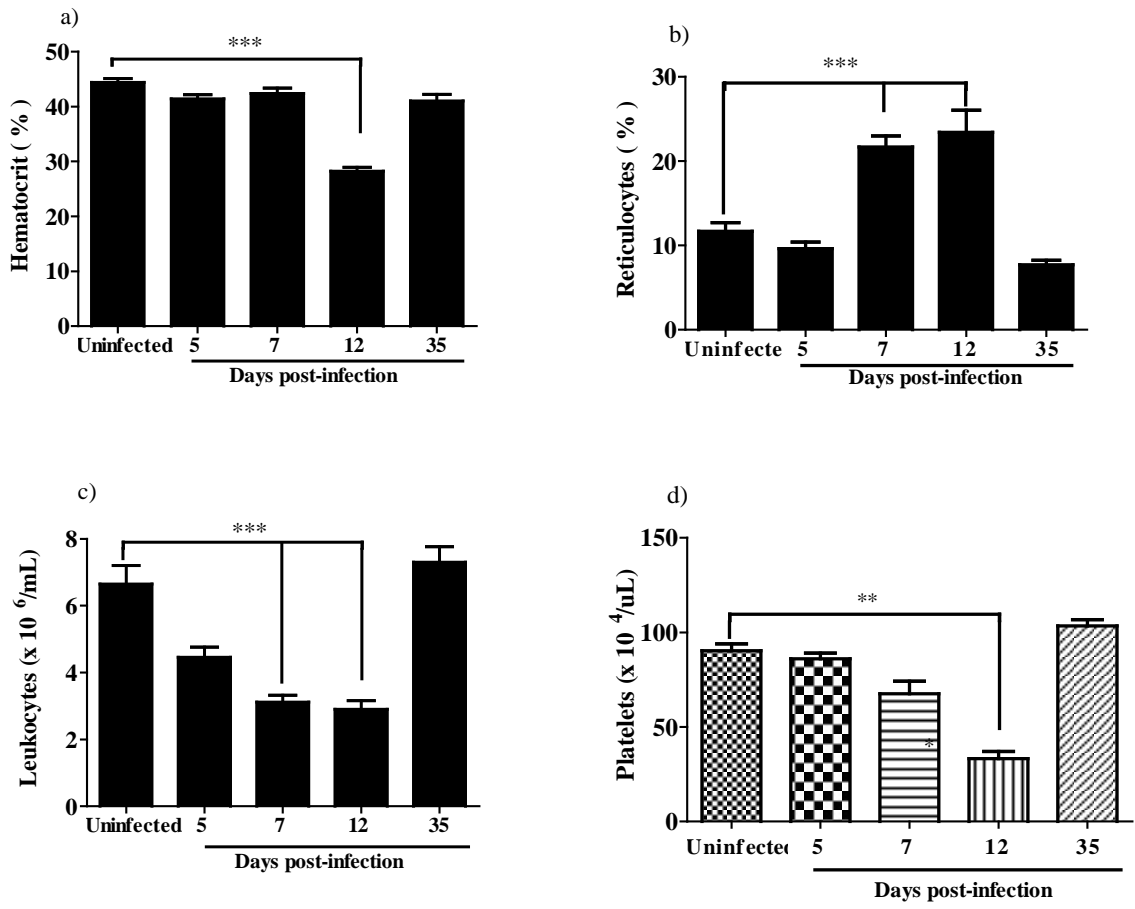 a)
***
Hematocrit ( %)
50
40
30
20
10
0
Uninfected 5 7 12 35
Days post-infection
b)
***
Reticulocytes ( %)
30
20
10
0
Uninfecte 5 7 12 35
Days post-infection
c)
***
Leukocytes (x 10 6/mL)
8
6
4
2
0
Uninfected 5 7 12 35
Days post-infection
d)
**
*
Platelets (x 10 4/uL)
150
100
50
0
Uninfected 5 7 12 35
Days post-infection